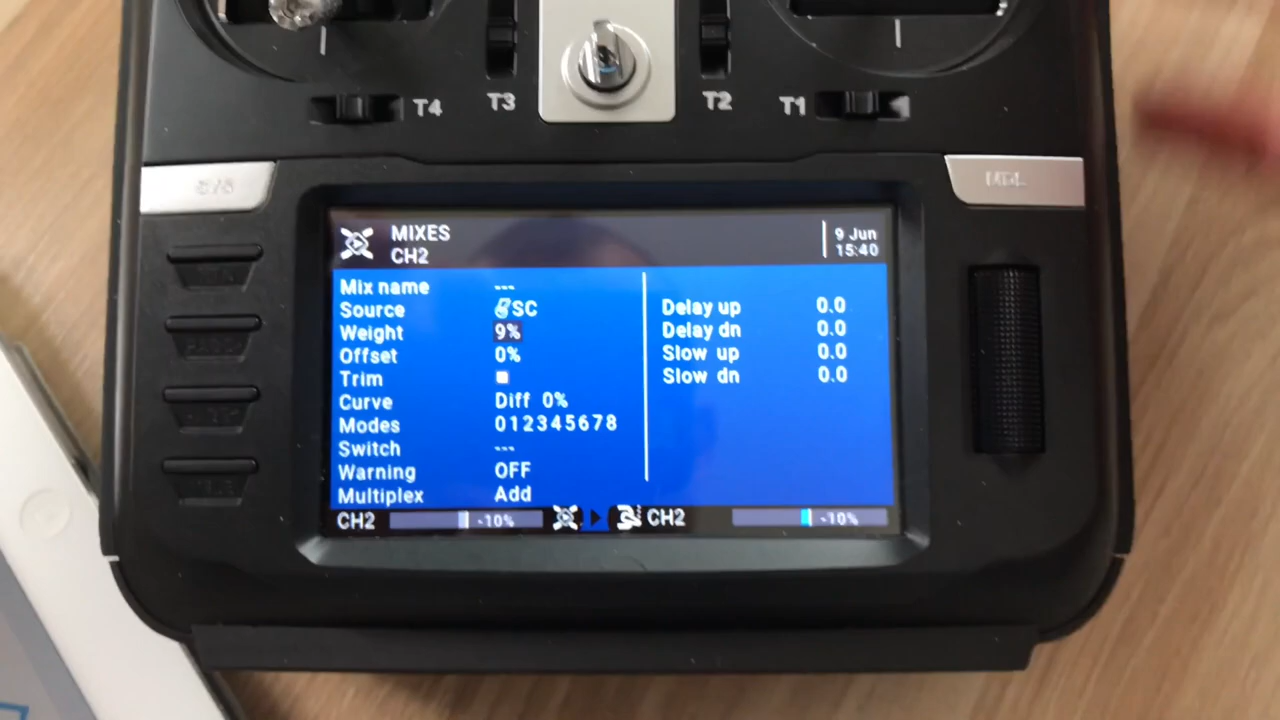 T4
T3
T2
T1
SYS
MDL
MIXES
CH2
9 Jun
15:40
Mix name ---
Source SC
Weight 9%
Offset 0%
Trim
Curve Diff 0%
Modes 012345678
Switch ---
Warning OFF
Multiplex Add
Delay up 0.0
Delay dn 0.0
Slow up 0.0
Slow dn 0.0
CH2 -10% CH2 -10%